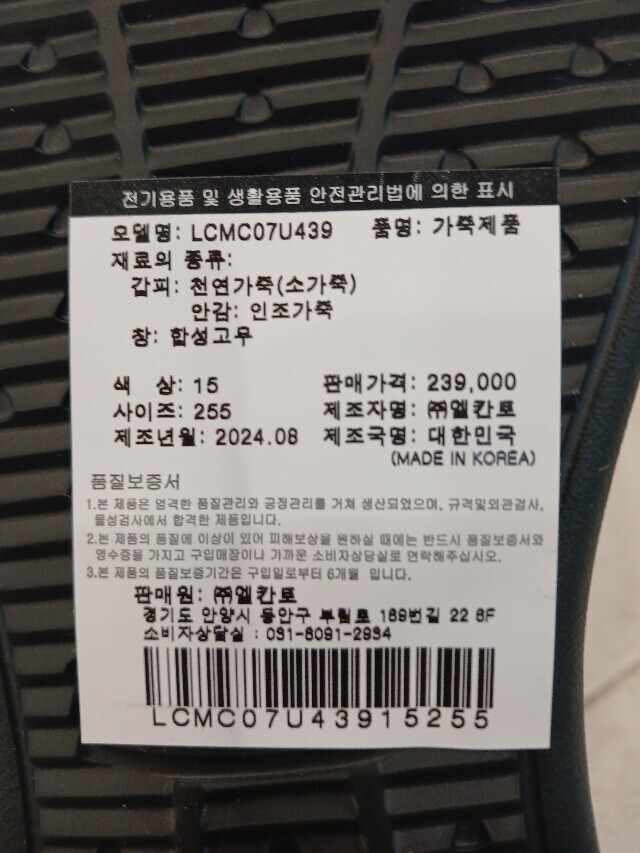 전기용품 및 생활용품 안전관리법에 의한 표시
모델명: LCMC07U439 품명: 가죽제품
재료의 종류:
갑피: 천연가죽(소가죽)
안감: 인조가죽
창: 합성고무
색 상: 15 판매가격: 239,000
사이즈: 255 제조자명: ㈜엘칸토
제조년월: 2024.08 제조국명: 대한민국
(MADE IN KOREA)
품질보증서
1.본 제품은 엄격한 품질관리와 공정관리를 거쳐 생산되었으며, 규격및외관검사,
물성검사에서 합격한 제품입니다.
2.본 제품의 품질에 이상이 있어 피해보상을 원하실 때에는 반드시 품질보증서와
영수증을 가지고 구입매장이나 가까운 소비자상담실로 연락해주십시오.
3.본 제품의 품질보증기간은 구입일로부터 6개월 입니다.
판매원: ㈜엘칸토
경기도 안양시 동안구 부림로 169번길 22 6F
소비자상담실 : 031-8091-2934
LCMC07U43915255